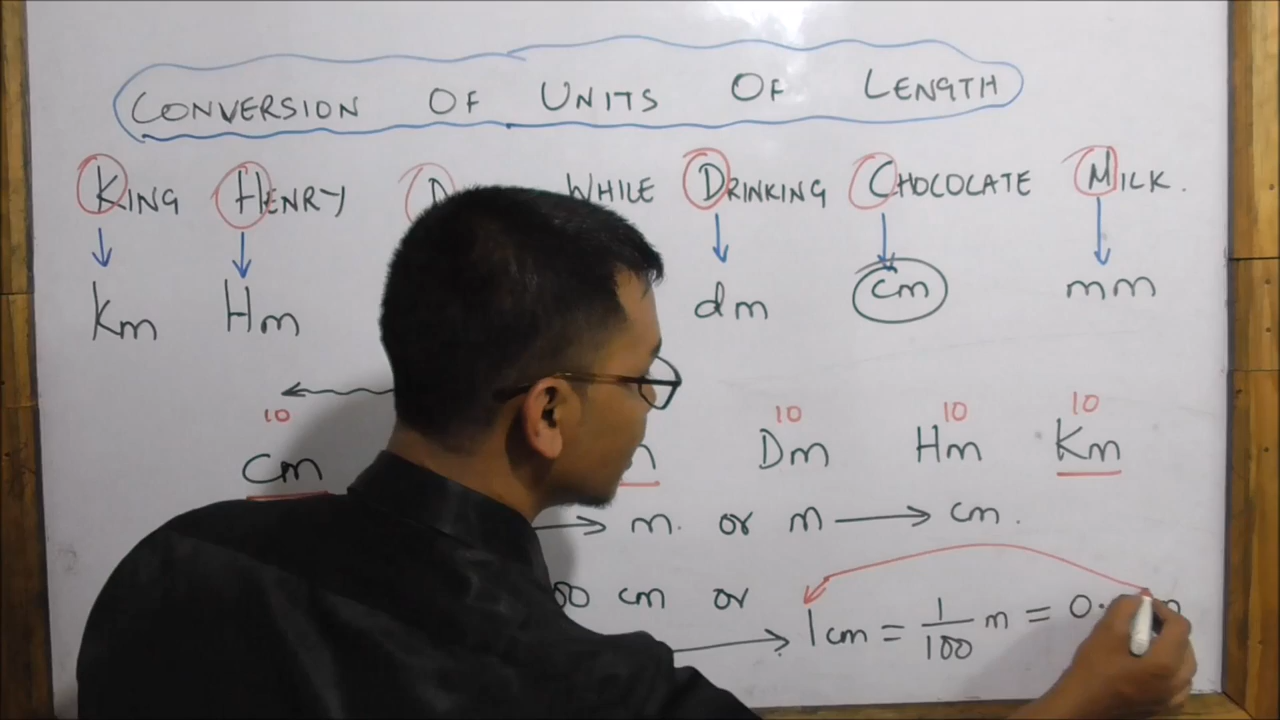 CONVERSION OF UNITS OF LENGTH
KING HENRY WHILE DRINKING CHOCOLATE MILK.
Km Hm dm cm mm
10 10 10 10
cm Dm Hm Km
m. or m → cm.
cm or
1 cm = 1/100 m = 0.